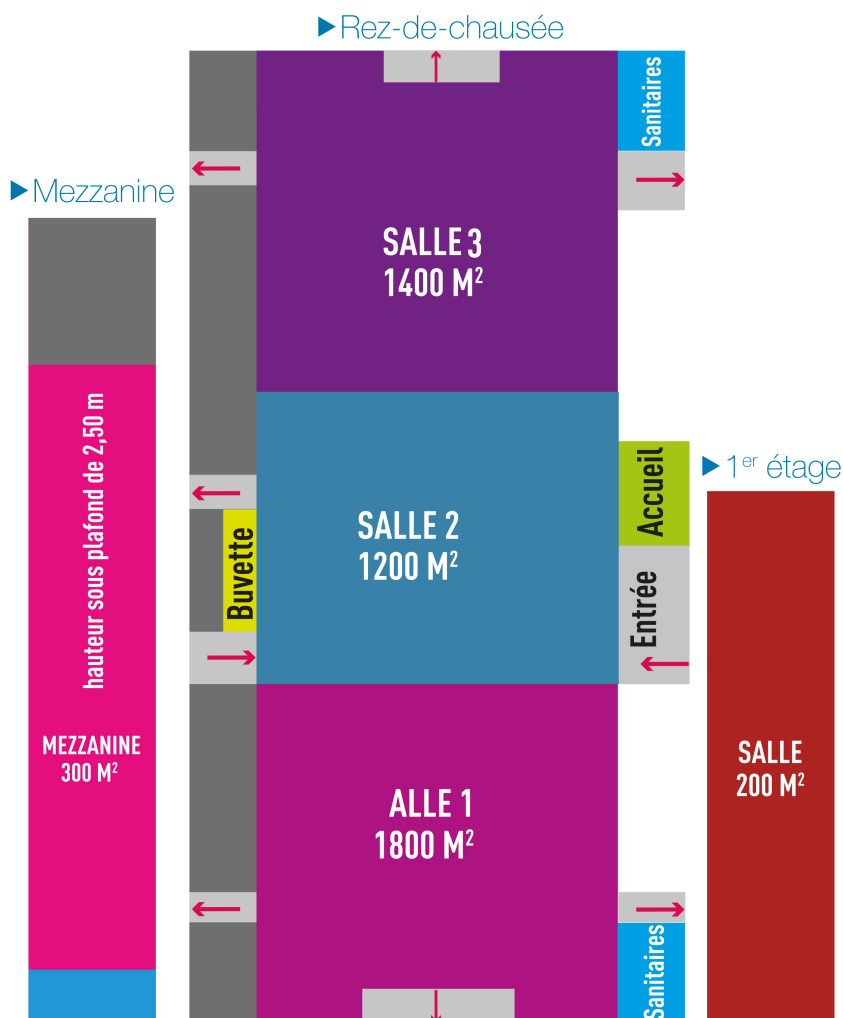 Rez-de-chausée
Sanitaires
Mezzanine
SALLE 3
1400 M²
hauteur sous plafond de 2,50 m
MEZZANINE
300 M²
Accueil
1er étage
SALLE 2
1200 M²
Buvette
Entrée
SALLE
200 M²
ALLE 1
1800 M²
Sanitaires